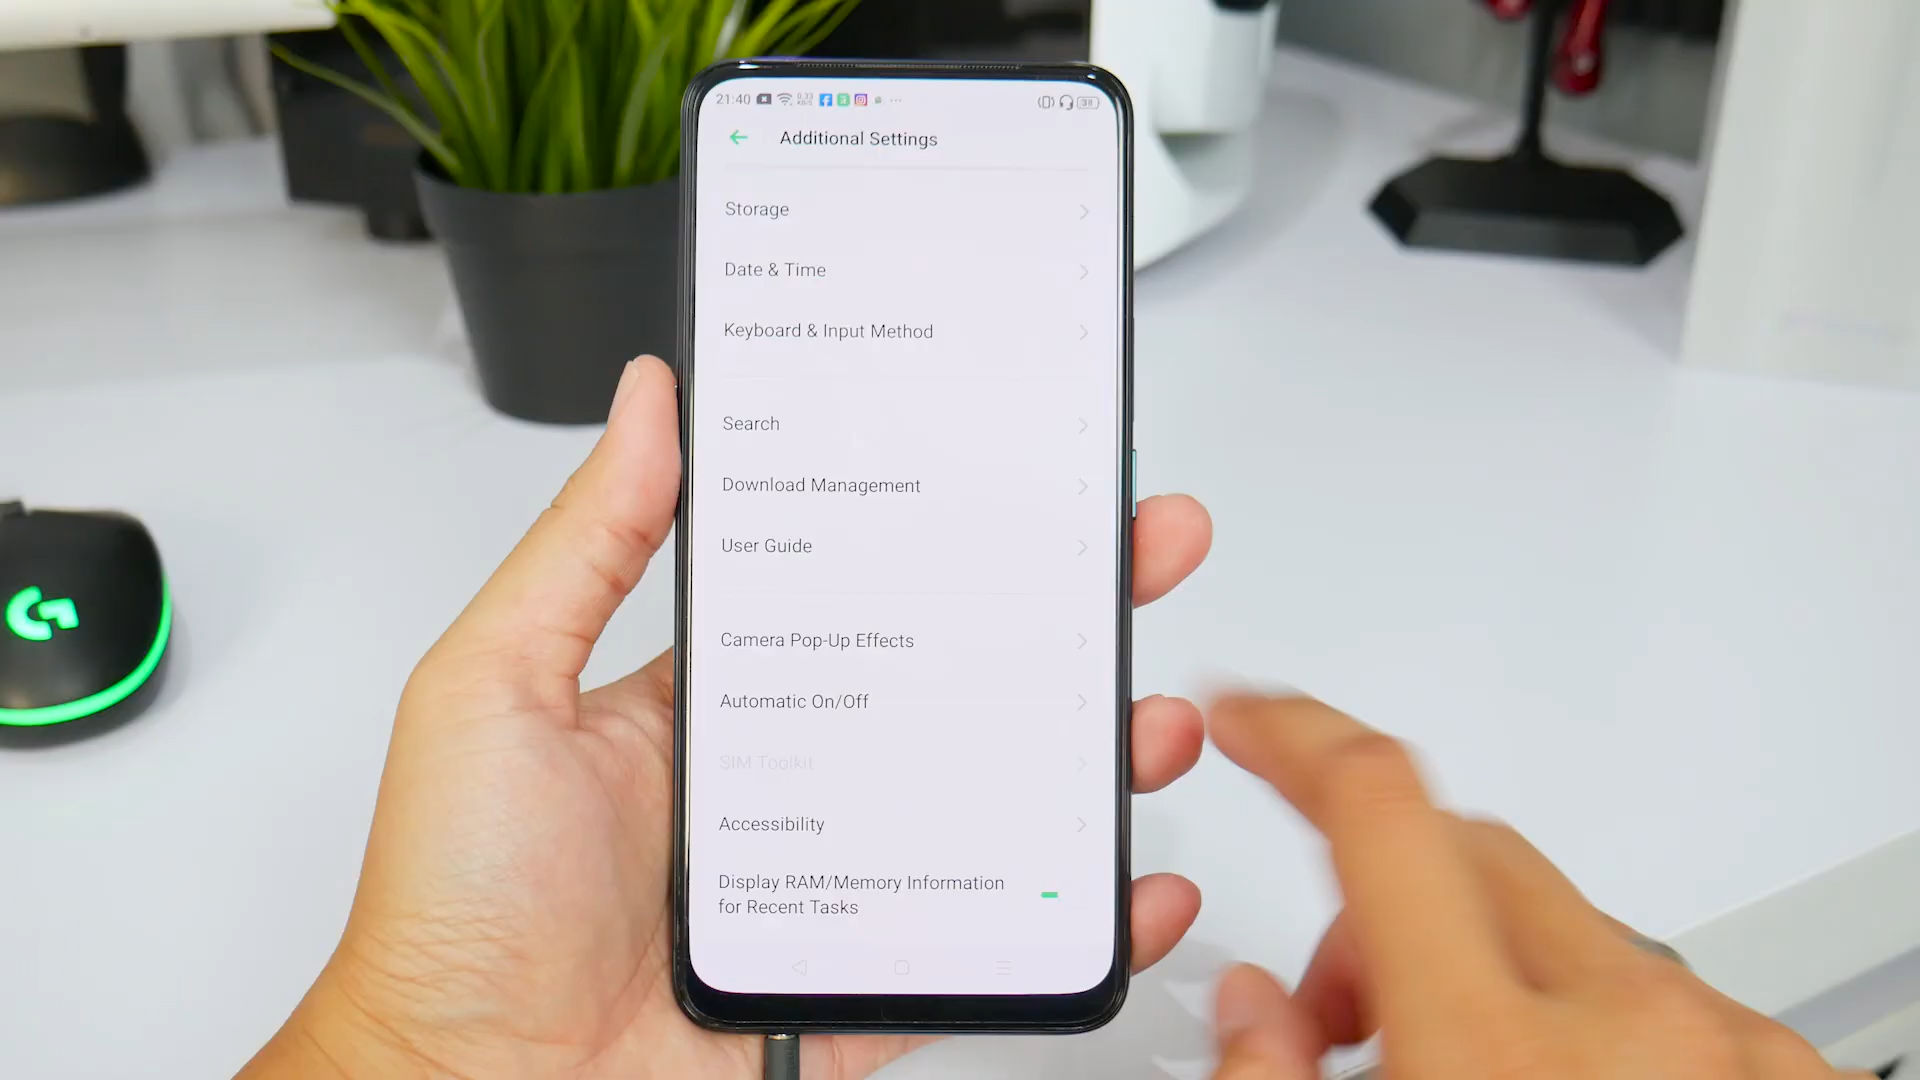 21:40
Additional Settings
Storage
Date & Time
Keyboard & Input Method
Search
Download Management
User Guide
Camera Pop-Up Effects
Automatic On/Off
SIM Toolkit
Accessibility
Display RAM/Memory Information
for Recent Tasks